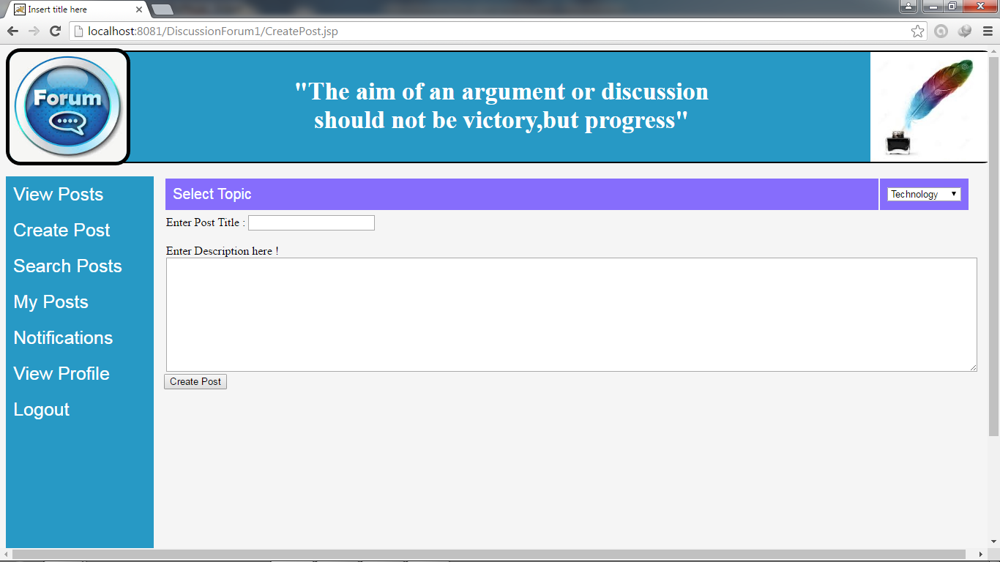 Insert title here
localhost:8081/DiscussionForum1/CreatePost.jsp
Forum
"The aim of an argument or discussion
should not be victory,but progress"
View Posts
Create Post
Search Posts
My Posts
Notifications
View Profile
Logout
Select Topic
Technology
Enter Post Title :
Enter Description here !
Create Post